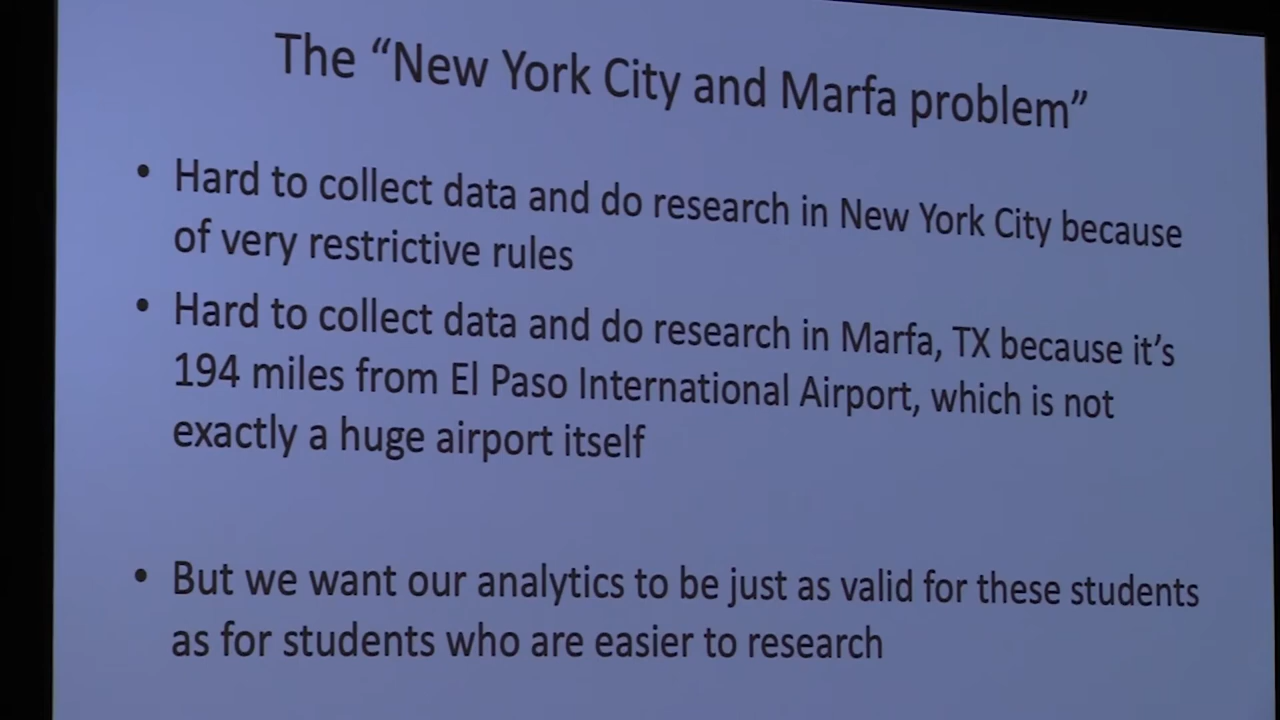 The “New York City and Marfa problem”
• Hard to collect data and do research in New York City because
of very restrictive rules
• Hard to collect data and do research in Marfa, TX because it’s
194 miles from El Paso International Airport, which is not
exactly a huge airport itself
• But we want our analytics to be just as valid for these students
as for students who are easier to research